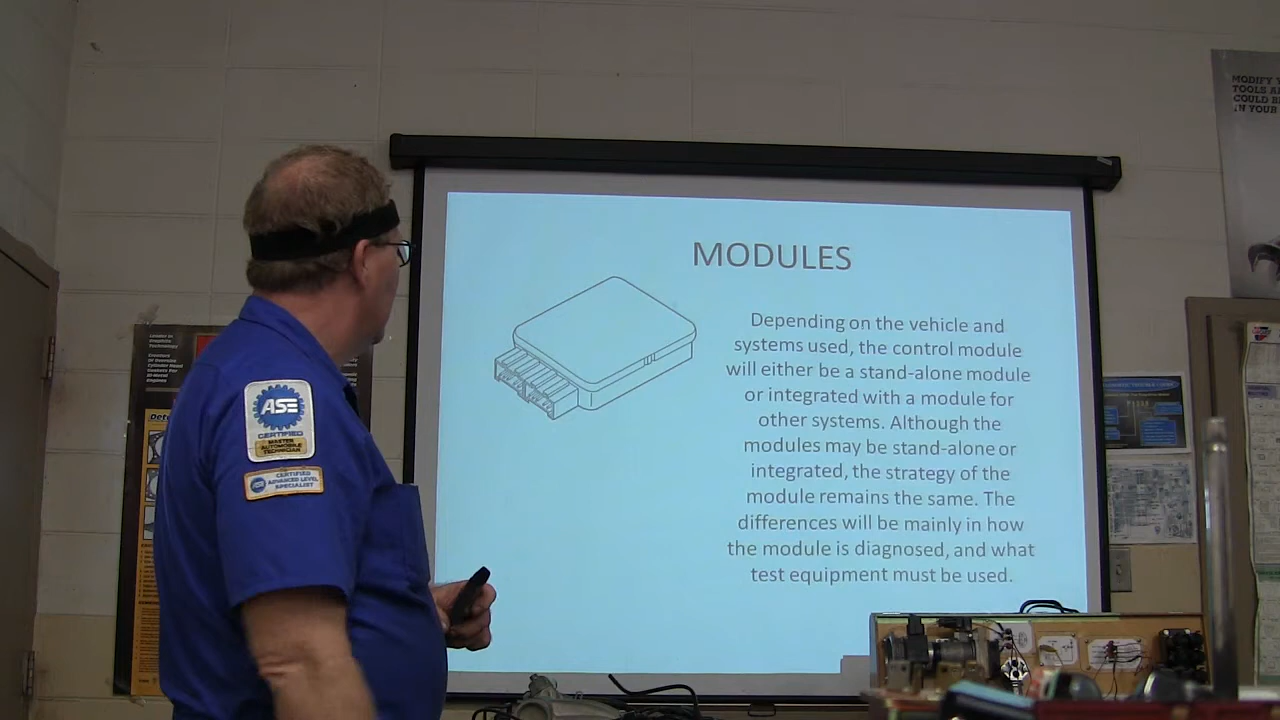 MODIFY
TOOLS
COULD
IN YOUR
MODULES
Depending on the vehicle and
systems used, the control module
will either be a stand-alone module
or integrated with a module for
other systems. Although the
modules may be stand-alone or
integrated, the strategy of the
module remains the same. The
differences will be mainly in how
the module is diagnosed, and what
test equipment must be used.
ASE
CERTIFIED
MASTER
AUTOMOBILE
TECHNICIAN
CERTIFIED
ADVANCED LEVEL
SPECIALIST